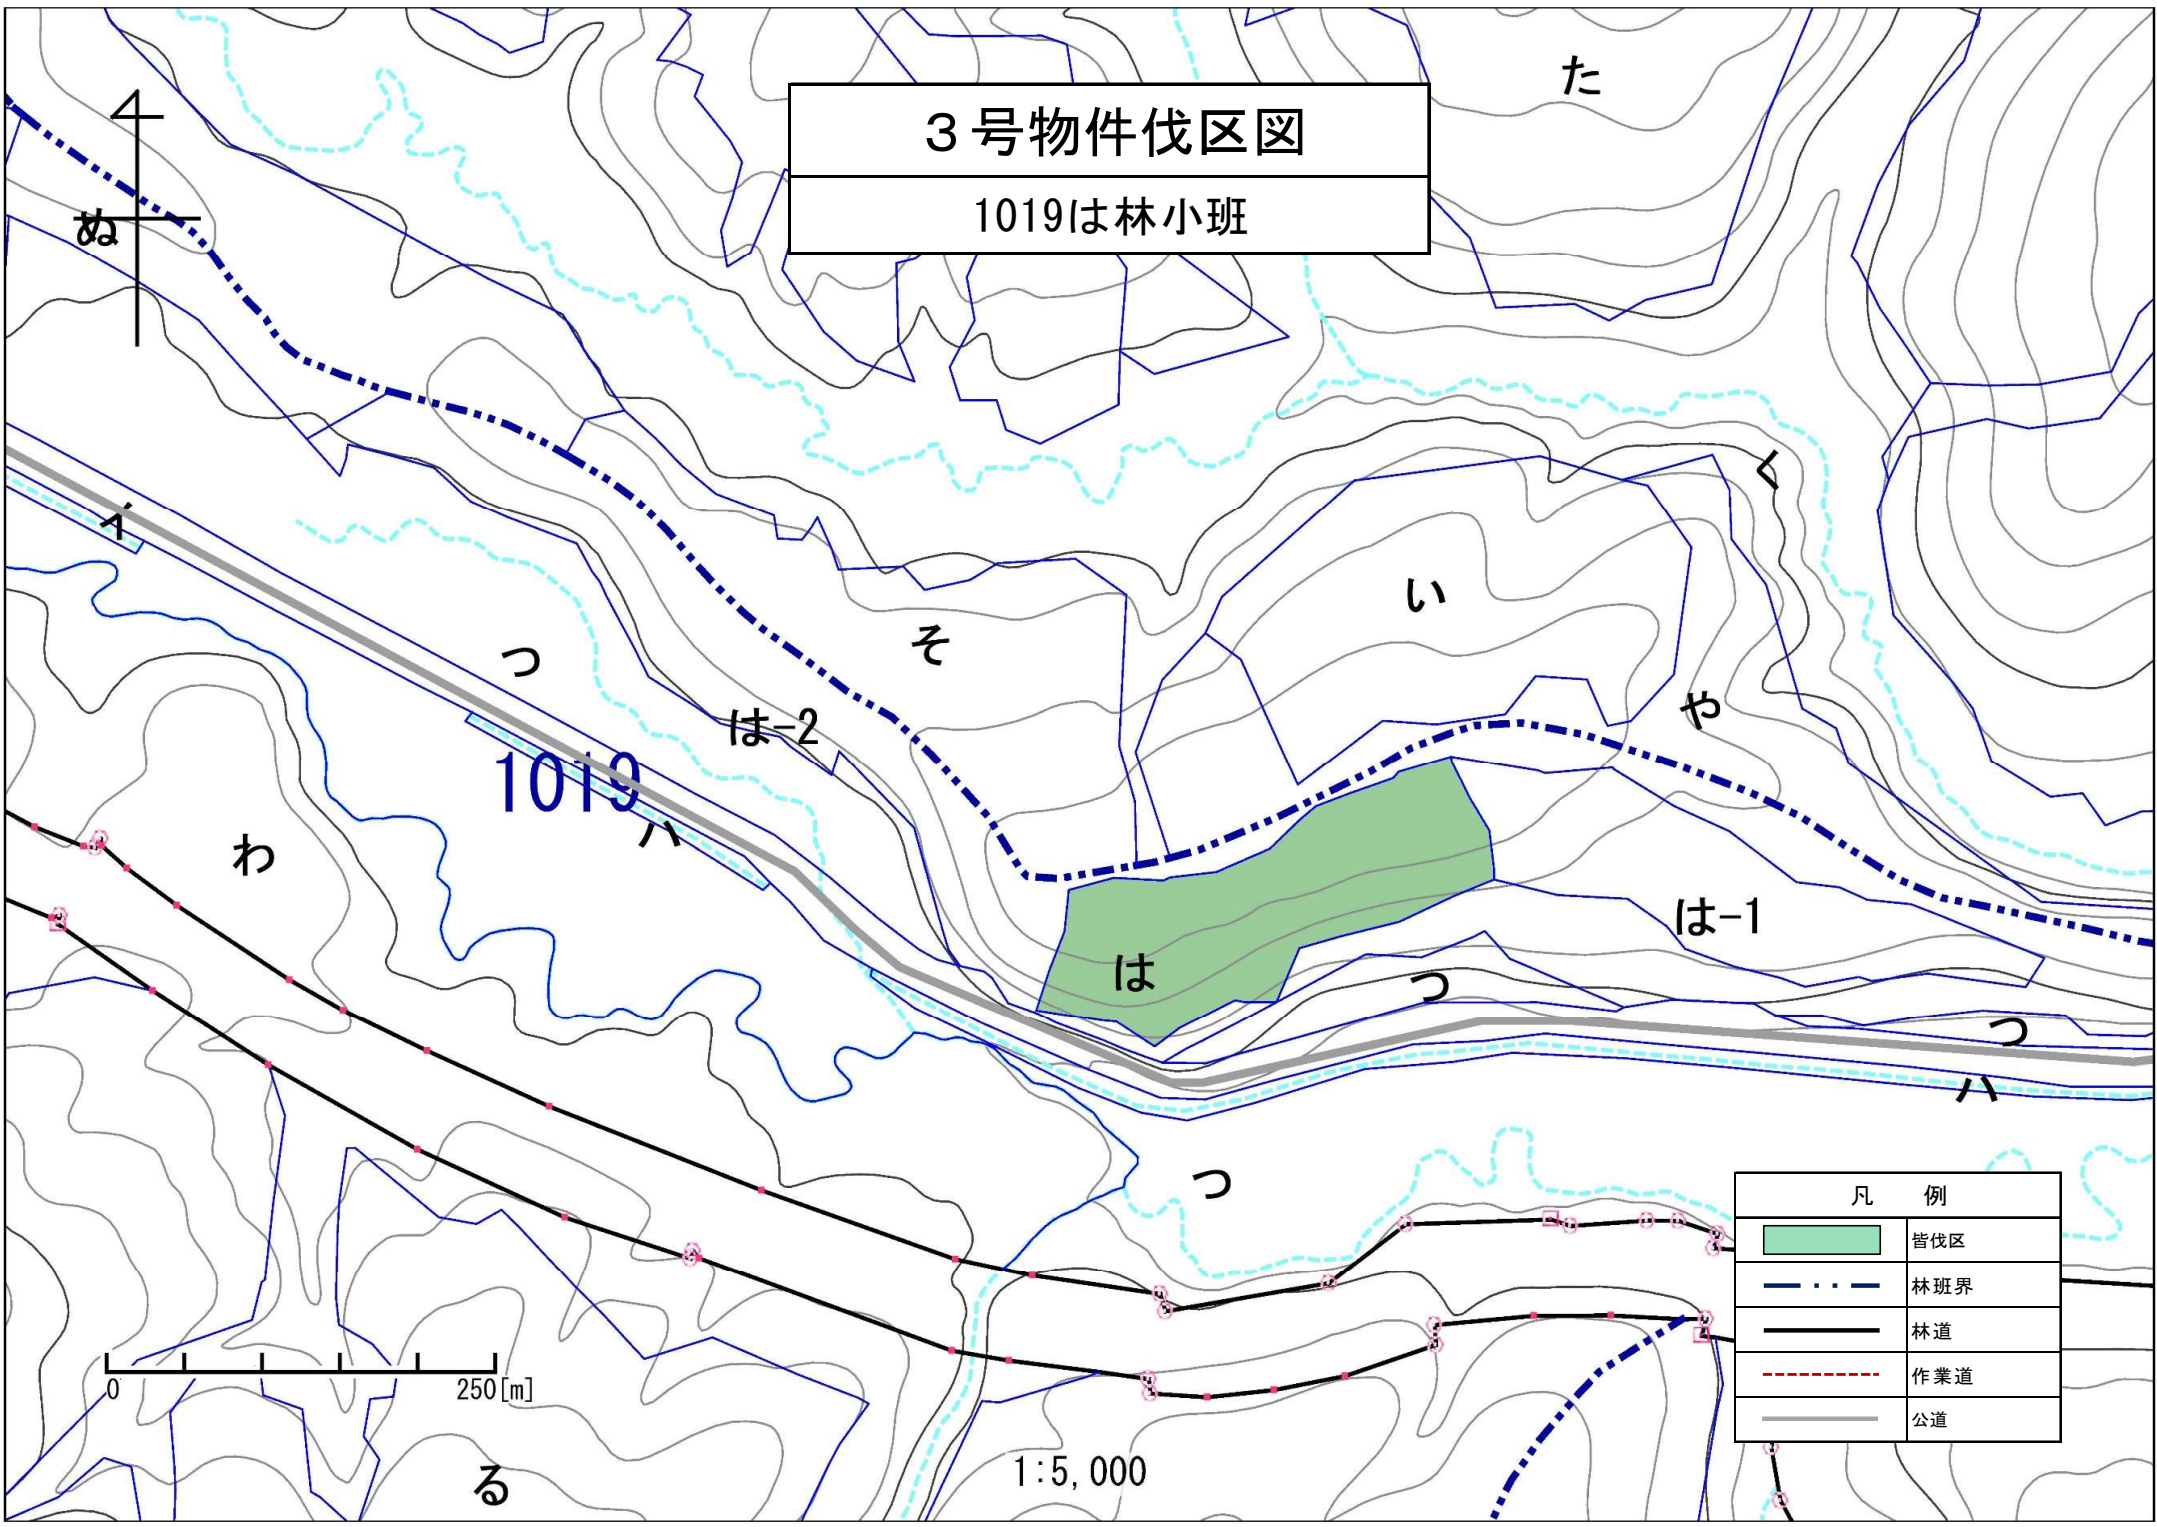 た
3号物件伐区図
1019は林小班
ぬ
く
イ
い
そ
つ
や
は-2
1019
ハ
わ
は-1
は
つ
つ
ハ
つ
凡 例
皆伐区
林班界
林道
作業道
公道
0 250[m]
1:5,000
る